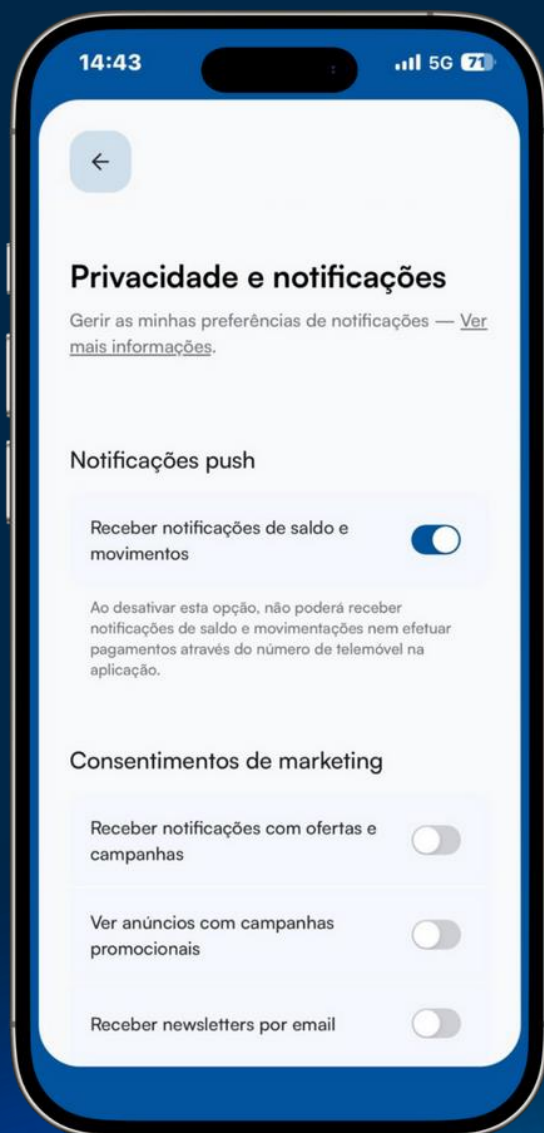 14:43
5G 71
Privacidade e notificações
Gerir as minhas preferências de notificações — Ver
mais informações.
Notificações push
Receber notificações de saldo e
movimentos
Ao desativar esta opção, não poderá receber
notificações de saldo e movimentações nem efetuar
pagamentos através do número de telemóvel na
aplicação.
Consentimentos de marketing
Receber notificações com ofertas e
campanhas
Ver anúncios com campanhas
promocionais
Receber newsletters por email